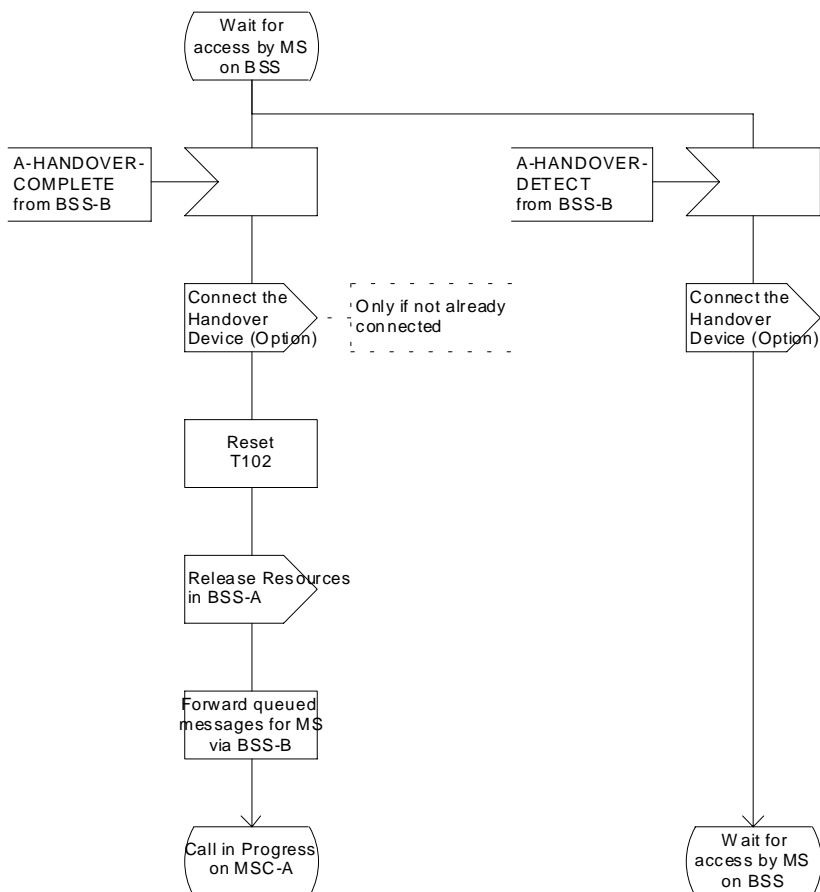 Wait for
access by MS
on BSS
A-HANDOVER-
COMPLETE
from BSS-B
A-HANDOVER-
DETECT
from BSS-B
Connect the
Handover
Device (Option)
Only if not already
connected
Connect the
Handover
Device (Option)
Reset
T102
Release Resources
in BSS-A
Forward queued
messages for MS
via BSS-B
Call in Progress
on MSC-A
Wait for
access by MS
on BSS